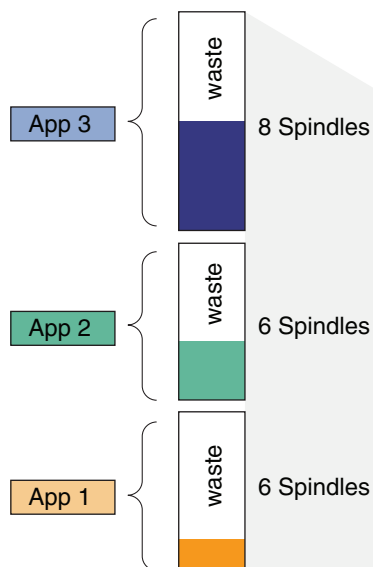 waste
App 3
8 Spindles
waste
App 2
6 Spindles
waste
App 1
6 Spindles